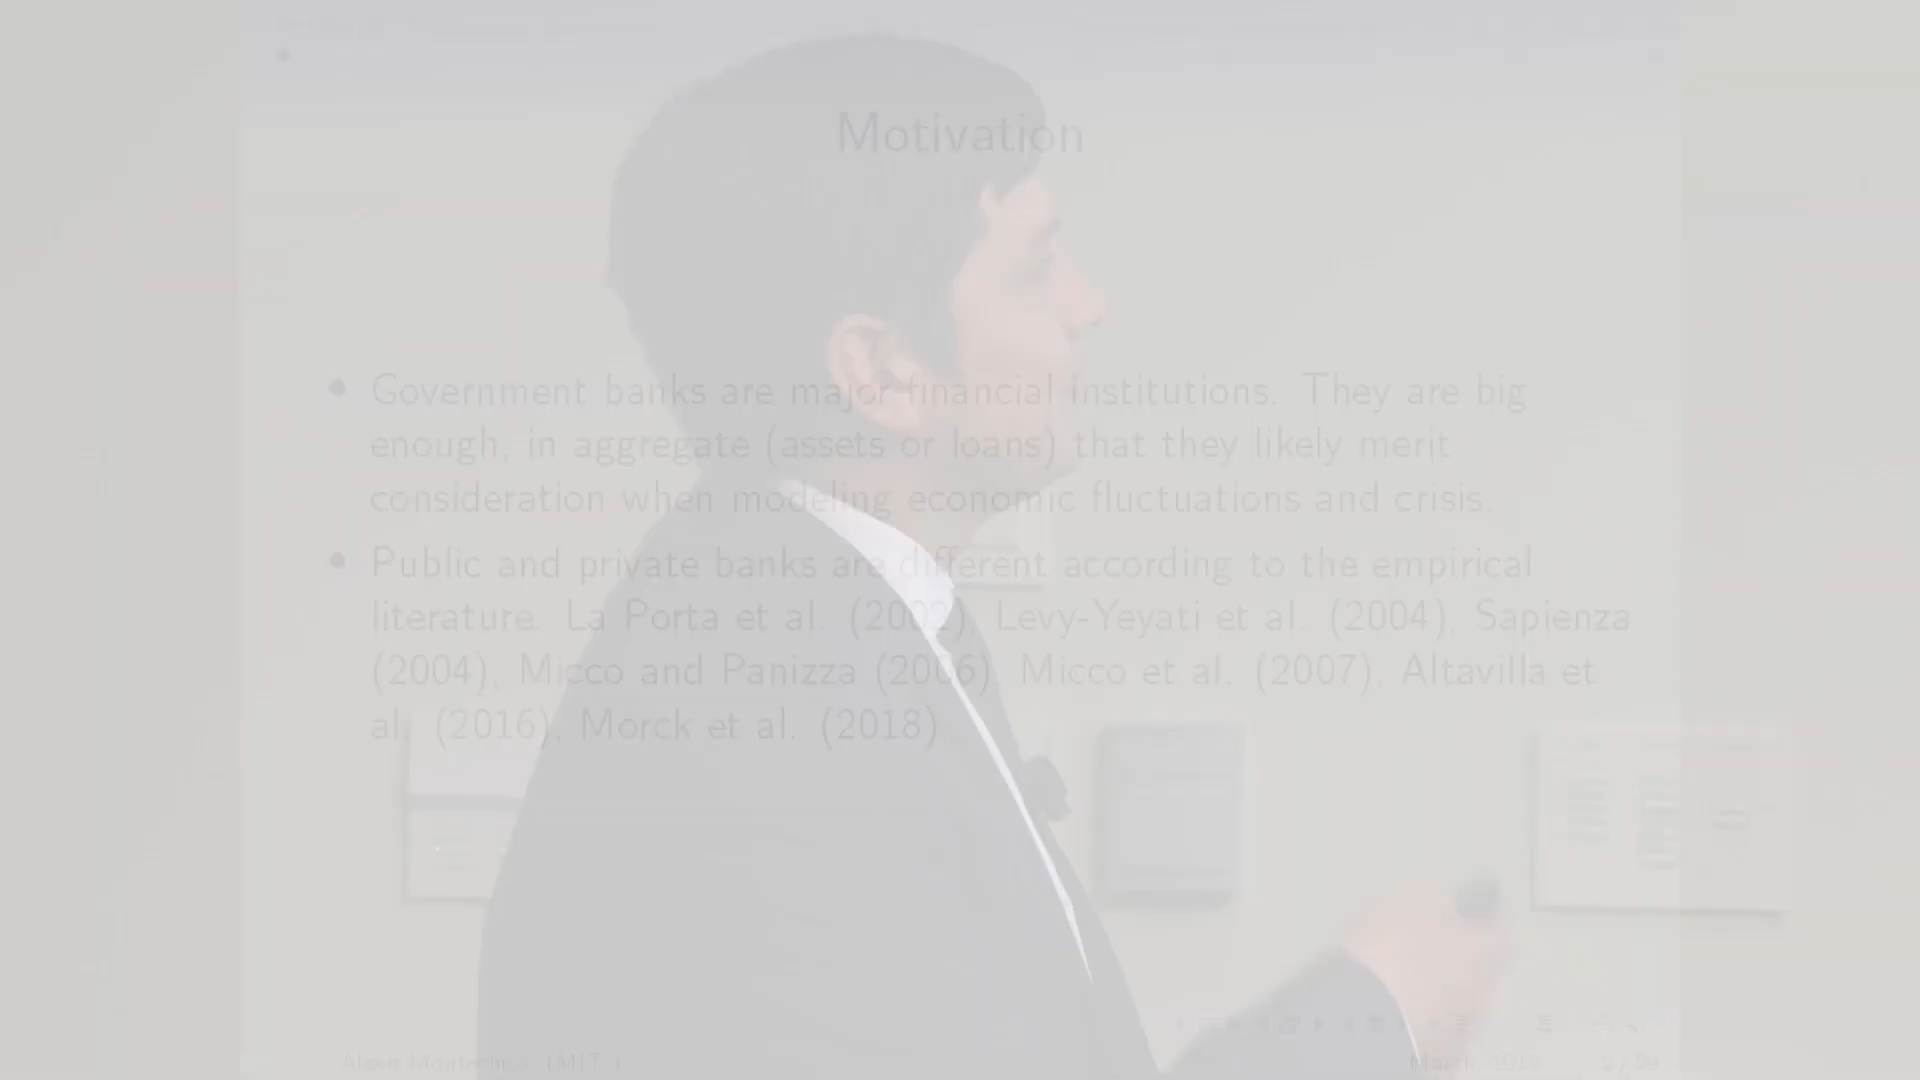 Motivation
• Government banks are major financial institutions. They are big
enough, in aggregate (assets or loans) that they likely merit
consideration when modeling economic fluctuations and crisis.
• Public and private banks are different according to the empirical
literature. La Porta et al. (2002), Levy-Yeyati et al. (2004), Sapienza
(2004), Micco and Panizza (2006), Micco et al. (2007), Altavilla et
al. (2016), Morck et al. (2018).
(MIT)
March